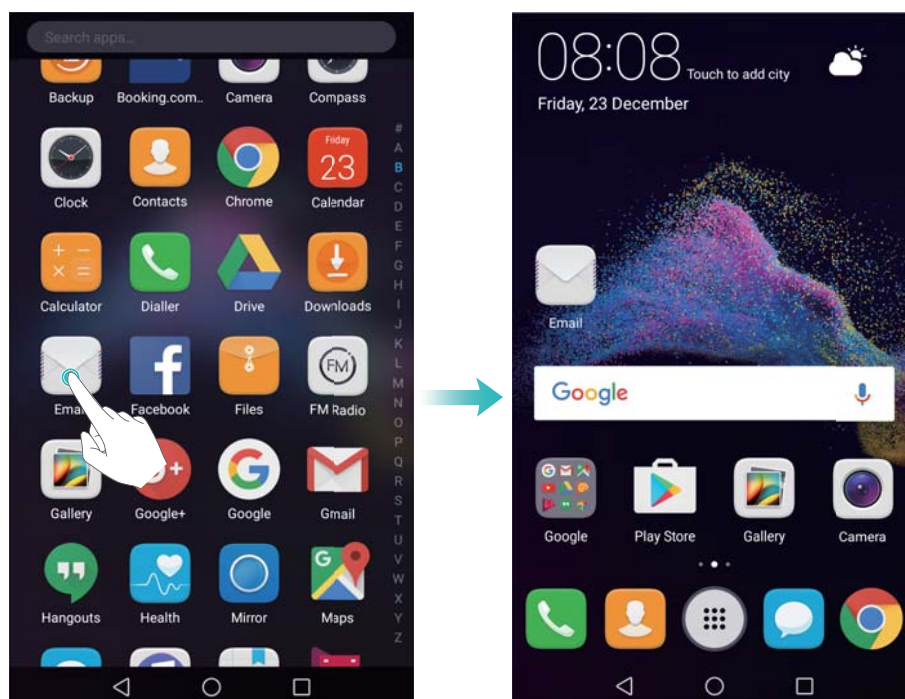 Search apps...
Backup Booking.com.. Camera Compass
Friday
23
Clock Contacts Chrome Calendar
Calculator Dialler Drive Downloads
FM
Email Facebook Files FM Radio
G+
Gallery Google+ Google Gmail
G
Hangouts Health Mirror Maps
#
A
B
C
D
E
F
G
H
I
J
K
L
M
N
O
P
Q
R
S
T
U
V
W
X
Y
Z
08:08 Touch to add city
Friday, 23 December
Email
Google
Google Play Store Gallery Camera